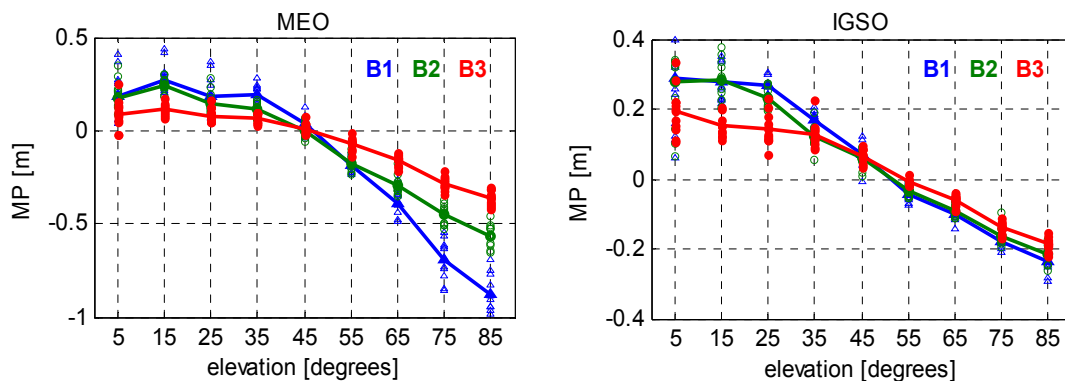 MEO
B1 B2 B3
MP [m]
0.5
0
-0.5
-1
5 15 25 35 45 55 65 75 85
elevation [degrees]
IGSO
B1 B2 B3
MP [m]
0.4
0.2
0
-0.2
-0.4
5 15 25 35 45 55 65 75 85
elevation [degrees]